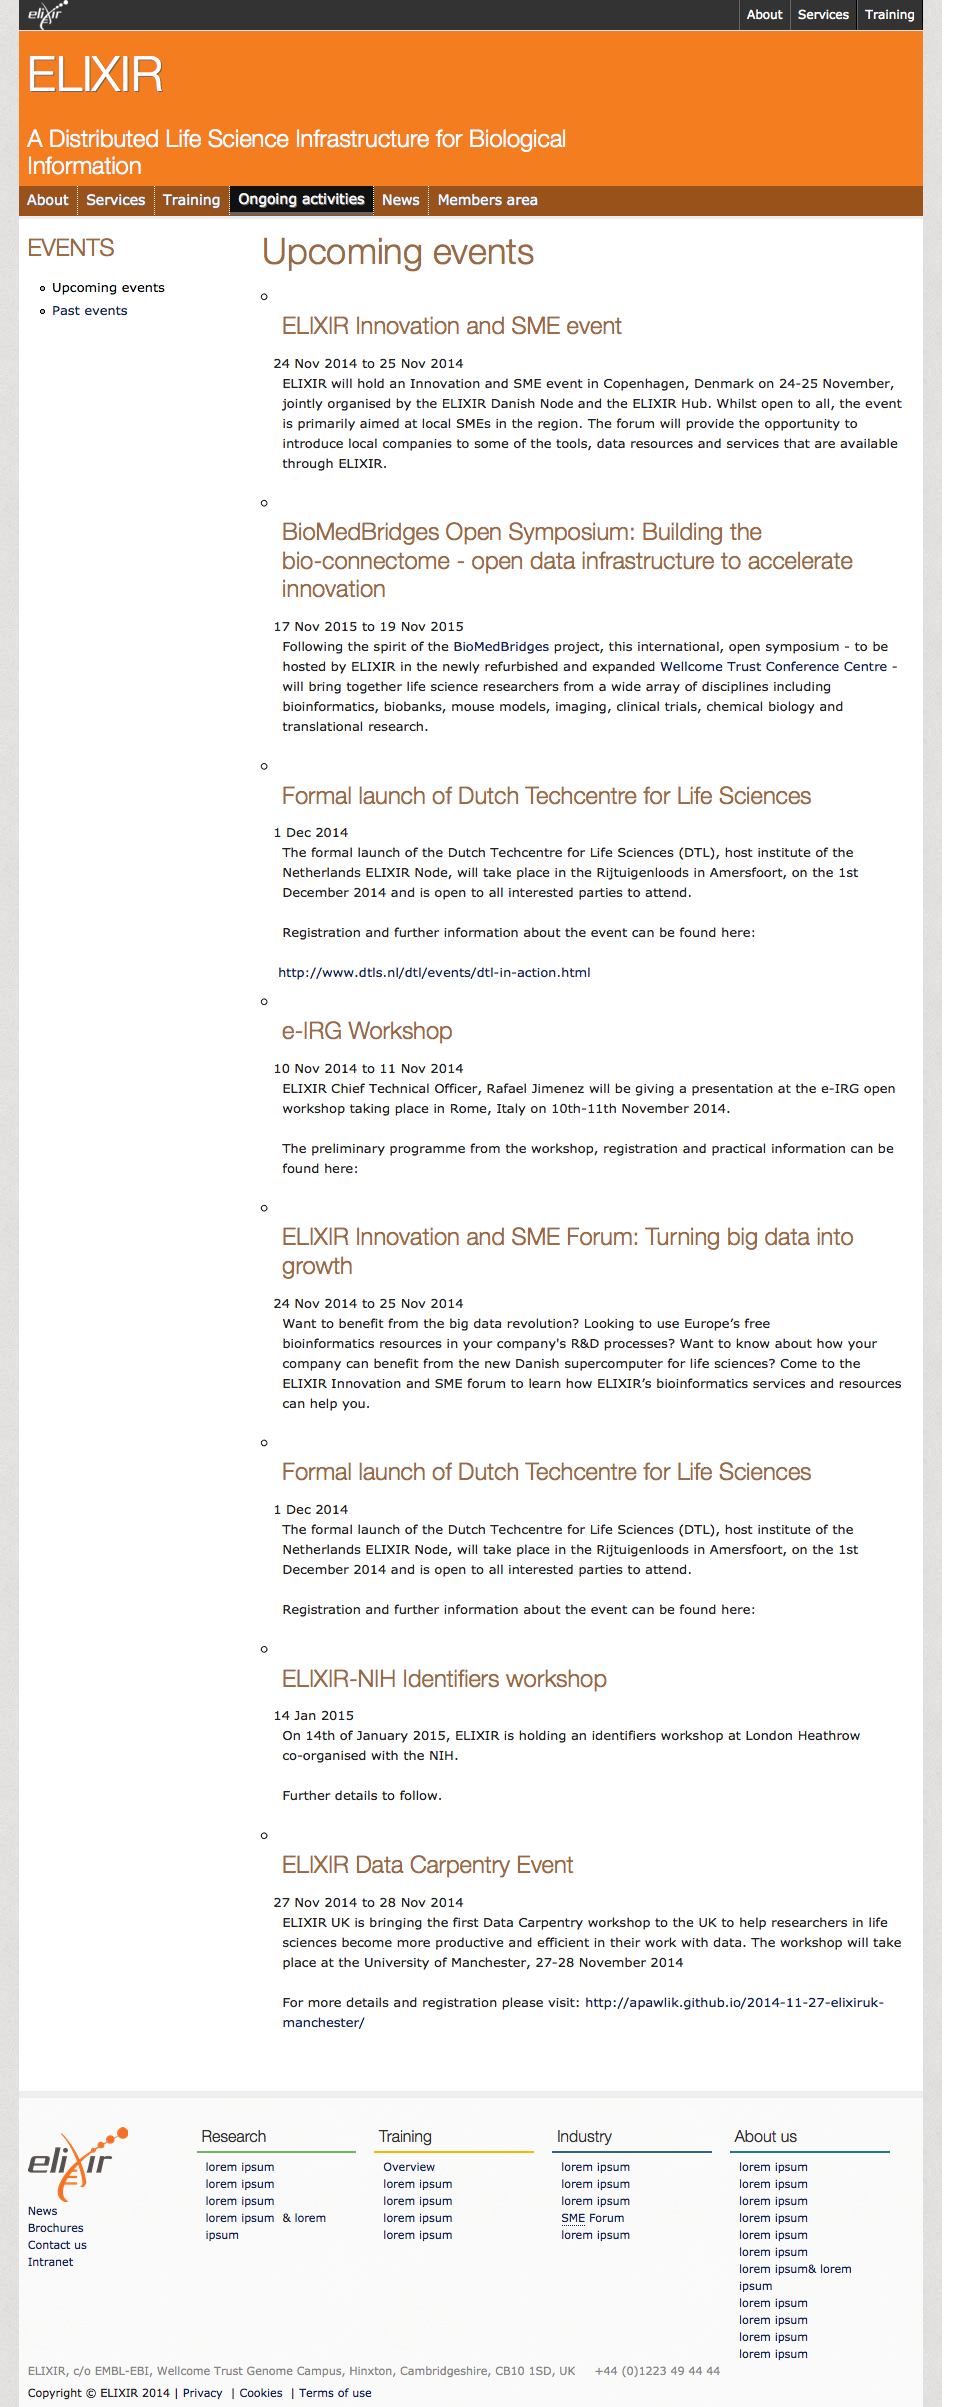 elixir
About Services Training
ELIXIR
A Distributed Life Science Infrastructure for Biological
Information
About Services Training Ongoing activities News Members area
EVENTS
Upcoming events
Past events
Upcoming events
ELIXIR Innovation and SME event
24 Nov 2014 to 25 Nov 2014
ELIXIR will hold an Innovation and SME event in Copenhagen, Denmark on 24-25 November,
jointly organised by the ELIXIR Danish Node and the ELIXIR Hub. Whilst open to all, the event
is primarily aimed at local SMEs in the region. The forum will provide the opportunity to
introduce local companies to some of the tools, data resources and services that are available
through ELIXIR.
BioMedBridges Open Symposium: Building the
bio-connectome - open data infrastructure to accelerate
innovation
17 Nov 2015 to 19 Nov 2015
Following the spirit of the BioMedBridges project, this international, open symposium - to be
hosted by ELIXIR in the newly refurbished and expanded Wellcome Trust Conference Centre -
will bring together life science researchers from a wide array of disciplines including
bioinformatics, biobanks, mouse models, imaging, clinical trials, chemical biology and
translational research.
Formal launch of Dutch Techcentre for Life Sciences
1 Dec 2014
The formal launch of the Dutch Techcentre for Life Sciences (DTL), host institute of the
Netherlands ELIXIR Node, will take place in the Rijtuigenloods in Amersfoort, on the 1st
December 2014 and is open to all interested parties to attend.
Registration and further information about the event can be found here:
http://www.dtls.nl/dtl/events/dtl-in-action.html
e-IRG Workshop
10 Nov 2014 to 11 Nov 2014
ELIXIR Chief Technical Officer, Rafael Jimenez will be giving a presentation at the e-IRG open
workshop taking place in Rome, Italy on 10th-11th November 2014.
The preliminary programme from the workshop, registration and practical information can be
found here:
ELIXIR Innovation and SME Forum: Turning big data into
growth
24 Nov 2014 to 25 Nov 2014
Want to benefit from the big data revolution? Looking to use Europe’s free
bioinformatics resources in your company's R&D processes? Want to know about how your
company can benefit from the new Danish supercomputer for life sciences? Come to the
ELIXIR Innovation and SME forum to learn how ELIXIR’s bioinformatics services and resources
can help you.
Formal launch of Dutch Techcentre for Life Sciences
1 Dec 2014
The formal launch of the Dutch Techcentre for Life Sciences (DTL), host institute of the
Netherlands ELIXIR Node, will take place in the Rijtuigenloods in Amersfoort, on the 1st
December 2014 and is open to all interested parties to attend.
Registration and further information about the event can be found here:
ELIXIR-NIH Identifiers workshop
14 Jan 2015
On 14th of January 2015, ELIXIR is holding an identifiers workshop at London Heathrow
co-organised with the NIH.
Further details to follow.
ELIXIR Data Carpentry Event
27 Nov 2014 to 28 Nov 2014
ELIXIR UK is bringing the first Data Carpentry workshop to the UK to help researchers in life
sciences become more productive and efficient in their work with data. The workshop will take
place at the University of Manchester, 27-28 November 2014
For more details and registration please visit: http://apawlik.github.io/2014-11-27-elixiruk-
manchester/
elixir
News
Brochures
Contact us
Intranet
Research
lorem ipsum
lorem ipsum
lorem ipsum
lorem ipsum & lorem
ipsum
Training
Overview
lorem ipsum
lorem ipsum
lorem ipsum
lorem ipsum
Industry
lorem ipsum
lorem ipsum
lorem ipsum
SME Forum
lorem ipsum
About us
lorem ipsum
lorem ipsum
lorem ipsum
lorem ipsum
lorem ipsum
lorem ipsum
lorem ipsum& lorem
ipsum
lorem ipsum
lorem ipsum
lorem ipsum
lorem ipsum
ELIXIR, c/o EMBL-EBI, Wellcome Trust Genome Campus, Hinxton, Cambridgeshire, CB10 1SD, UK +44 (0)1223 49 44 44
Copyright © ELIXIR 2014 | Privacy | Cookies | Terms of use